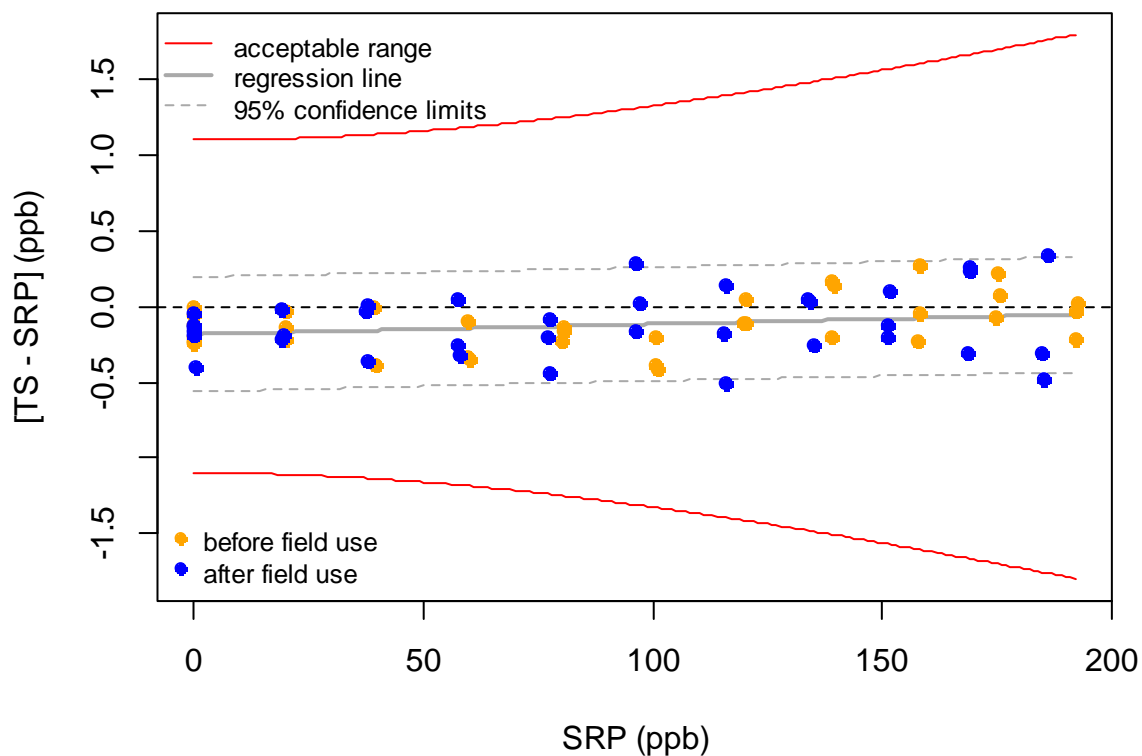 acceptable range
regression line
95% confidence limits
1.5
1.0
0.5
0.0
-0.5
-1.5
[TS - SRP] (ppb)
before field use
after field use
0 50 100 150 200
SRP (ppb)